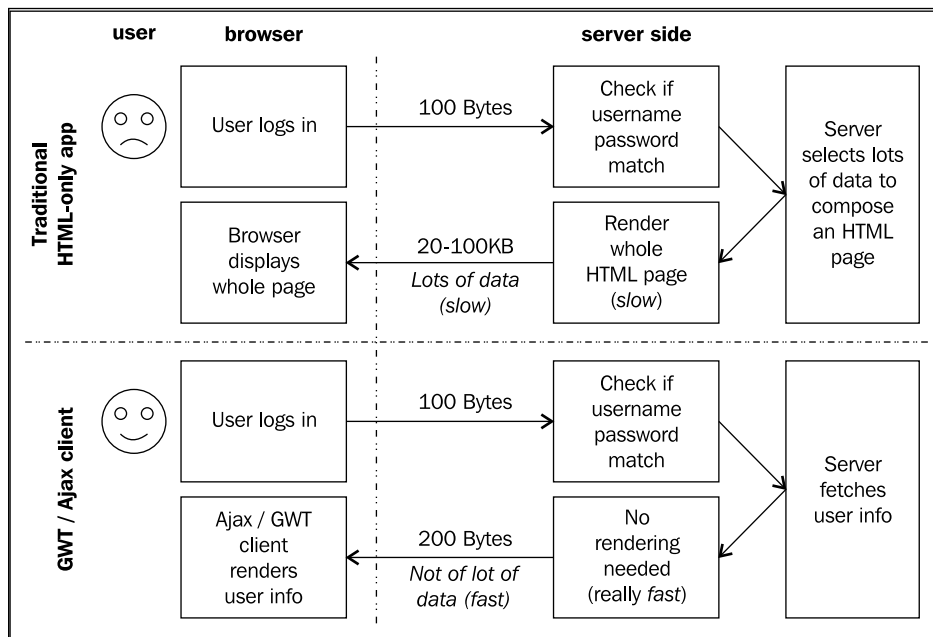 user
browser
server side
Traditional
HTML-only app
User logs in
100 Bytes
Check if
username
password
match
Server
selects lots
of data to
compose
an HTML
page
Browser
displays
whole page
20-100KB
Lots of data
(slow)
Render
whole
HTML page
(slow)
GWT / Ajax client
User logs in
100 Bytes
Check if
username
password
match
Server
fetches
user info
Ajax / GWT
client
renders
user info
200 Bytes
Not of lot of
data (fast)
No
rendering
needed
(really fast)